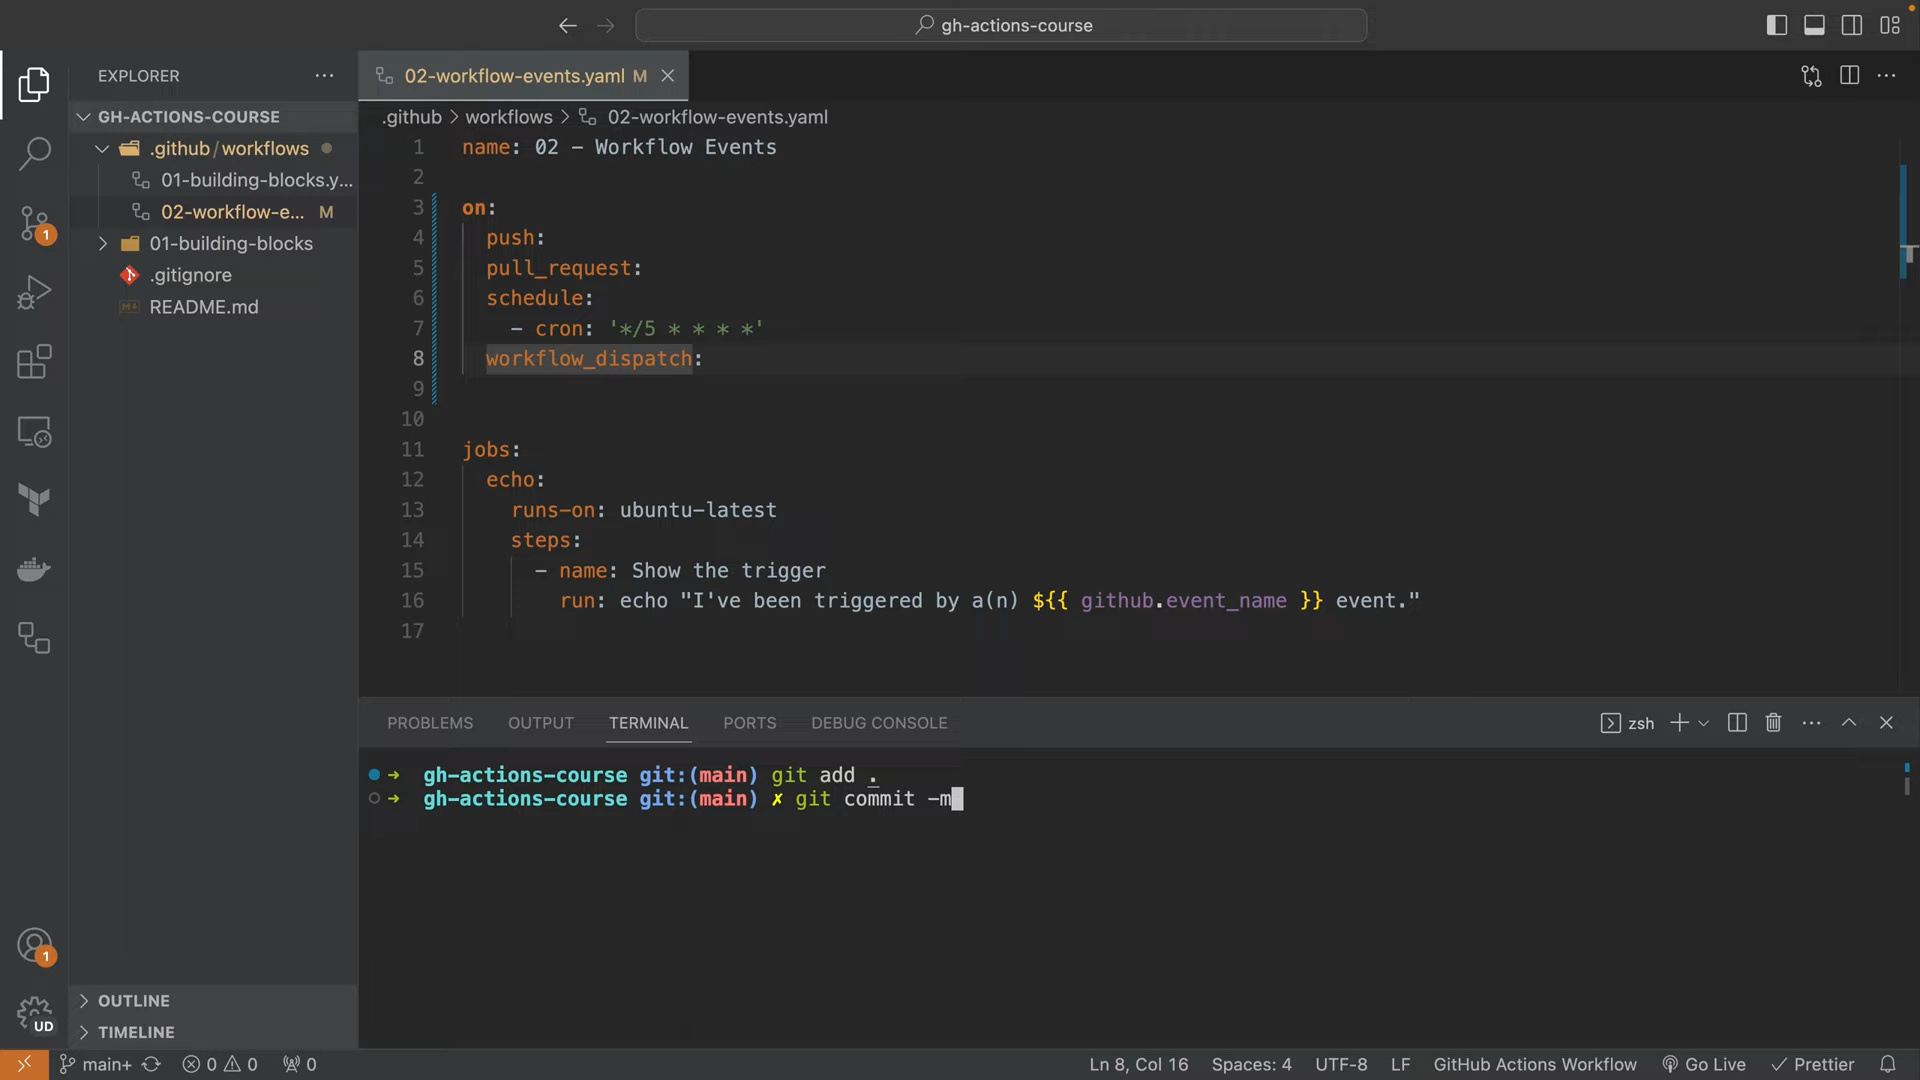 gh-actions-course
EXPLORER
02-workflow-events.yaml M
GH-ACTIONS-COURSE
.github/workflows
01-building-blocks.y...
02-workflow-e... M
01-building-blocks
.gitignore
README.md
.github > workflows > 02-workflow-events.yaml
1 name: 02 - Workflow Events
2
3 on:
4 push:
5 pull_request:
6 schedule:
7 - cron: '*/5 * * * *'
8 workflow_dispatch:
9
10
11 jobs:
12 echo:
13 runs-on: ubuntu-latest
14 steps:
15 - name: Show the trigger
16 run: echo "I've been triggered by a(n) ${{ github.event_name }} event."
17
1
1
UD
PROBLEMS OUTPUT TERMINAL PORTS DEBUG CONSOLE
zsh
➜ gh-actions-course git:(main) git add .
➜ gh-actions-course git:(main) ✗ git commit -m
OUTLINE
TIMELINE
main+ 0 0 0
Ln 8, Col 16 Spaces: 4 UTF-8 LF GitHub Actions Workflow Go Live Prettier